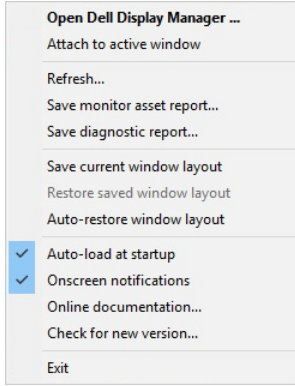 Open Dell Display Manager ...
Attach to active window
Refresh...
Save monitor asset report...
Save diagnostic report...
Save current window layout
Restore saved window layout
Auto-restore window layout
Auto-load at startup
Onscreen notifications
Online documentation...
Check for new version...
Exit